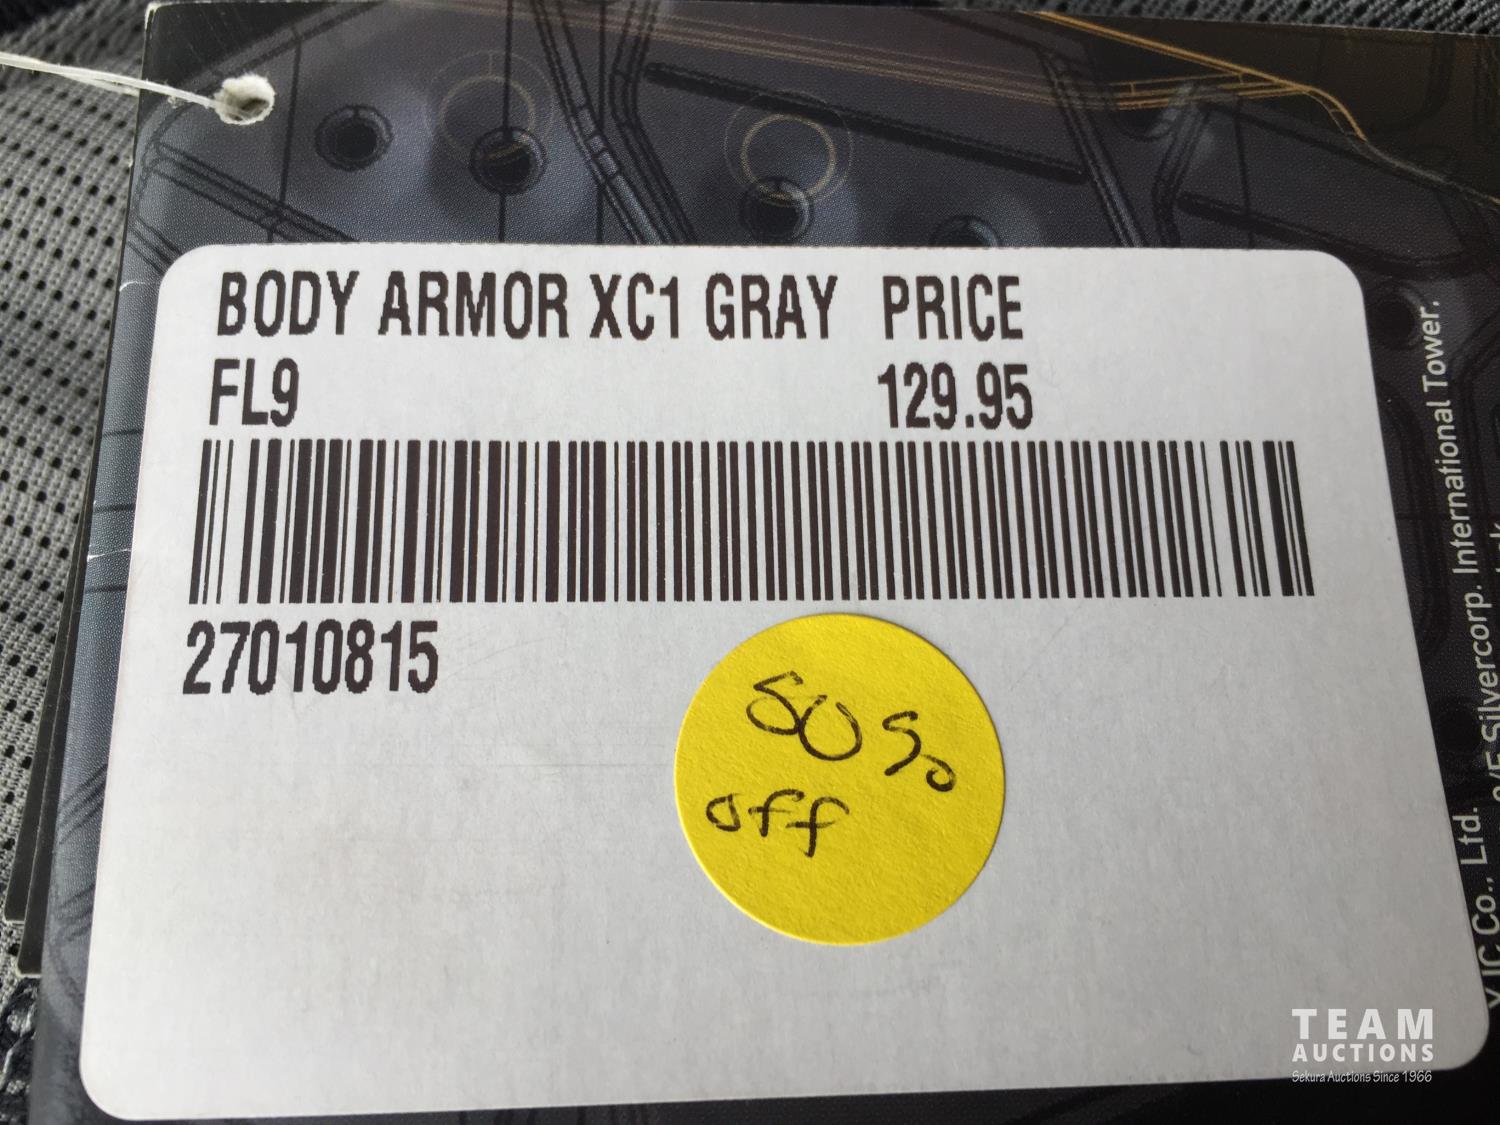 BODY ARMOR XC1 GRAY PRICE
FL9 129.95
27010815
50%
off
International Tower.
Silvercorp.
Co., Ltd.
TEAM
AUCTIONS
Sekura Auctions Since 1966